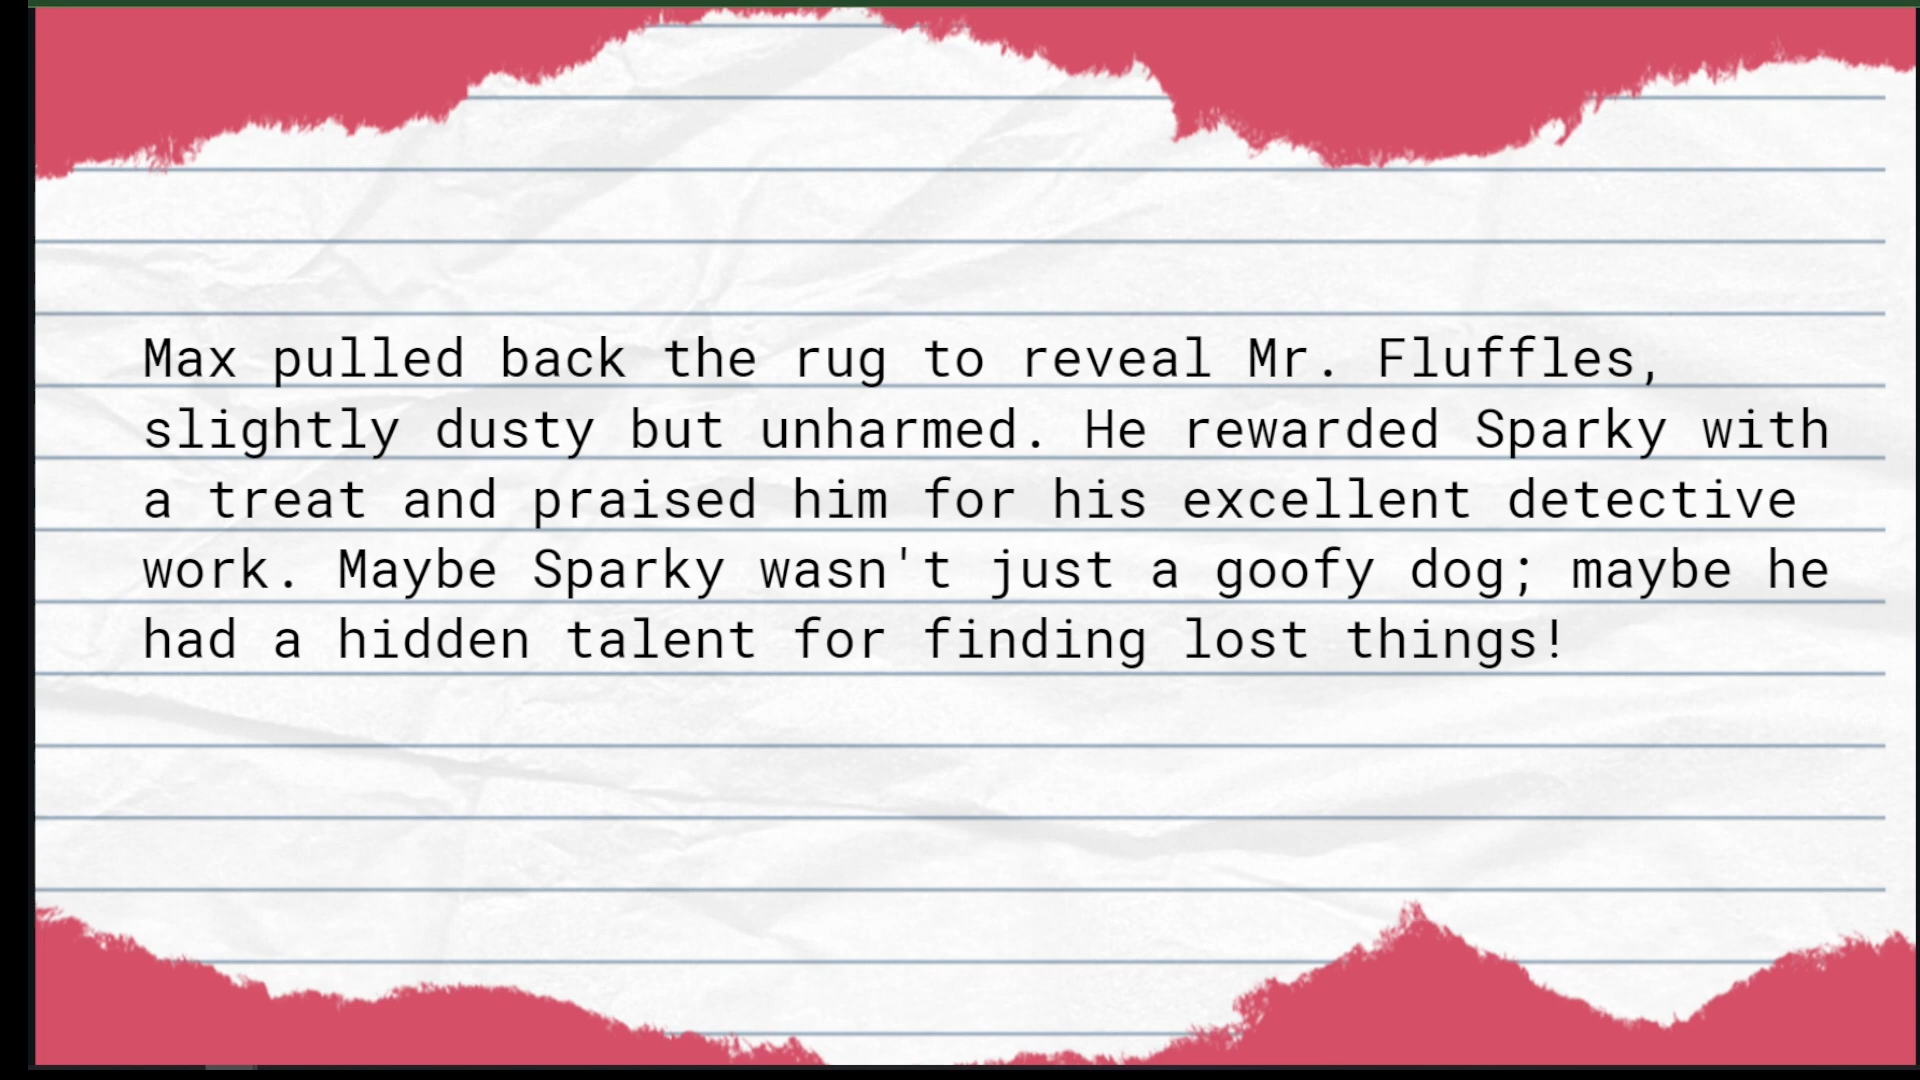 Max pulled back the rug to reveal Mr. Fluffles,
slightly dusty but unharmed. He rewarded Sparky with
a treat and praised him for his excellent detective
work. Maybe Sparky wasn't just a goofy dog; maybe he
had a hidden talent for finding lost things!